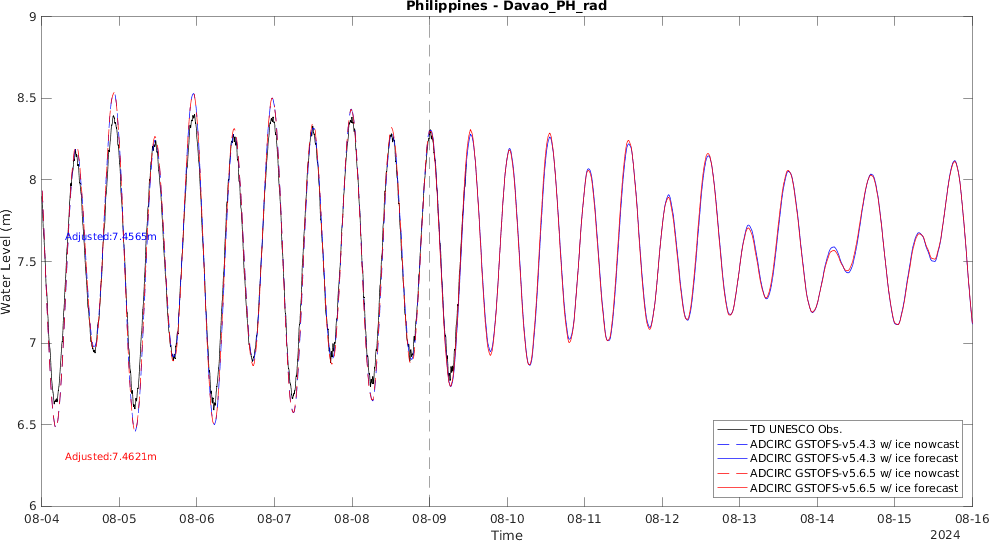 Philippines - Davao_PH_rad
9
8.5
8
7.5
7
6.5
6
Water Level (m)
Adjusted:7.4565m
Adjusted:7.4621m
TD UNESCO Obs.
ADCIRC GSTOFS-v5.4.3 w/ ice nowcast
ADCIRC GSTOFS-v5.4.3 w/ ice forecast
ADCIRC GSTOFS-v5.6.5 w/ ice nowcast
ADCIRC GSTOFS-v5.6.5 w/ ice forecast
08-04 08-05 08-06 08-07 08-08 08-09 08-10 08-11 08-12 08-13 08-14 08-15 08-16
Time 2024